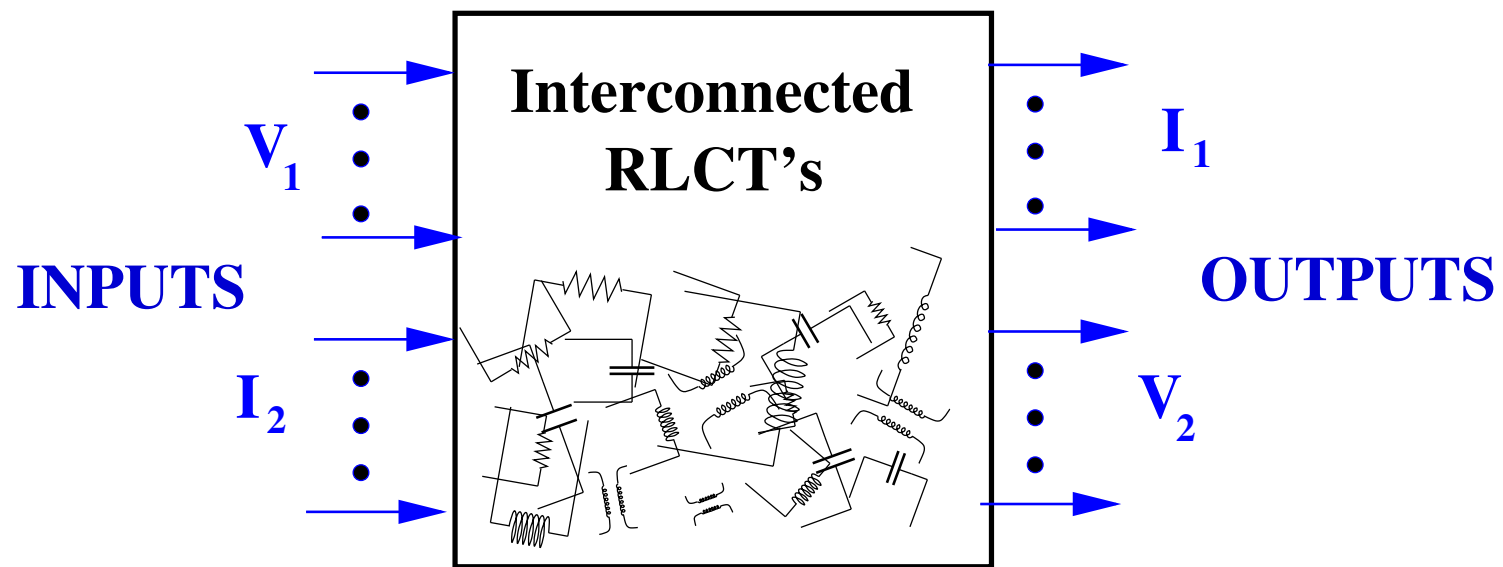 Interconnected
RLCT's
V1
I1
INPUTS
OUTPUTS
I2
V2